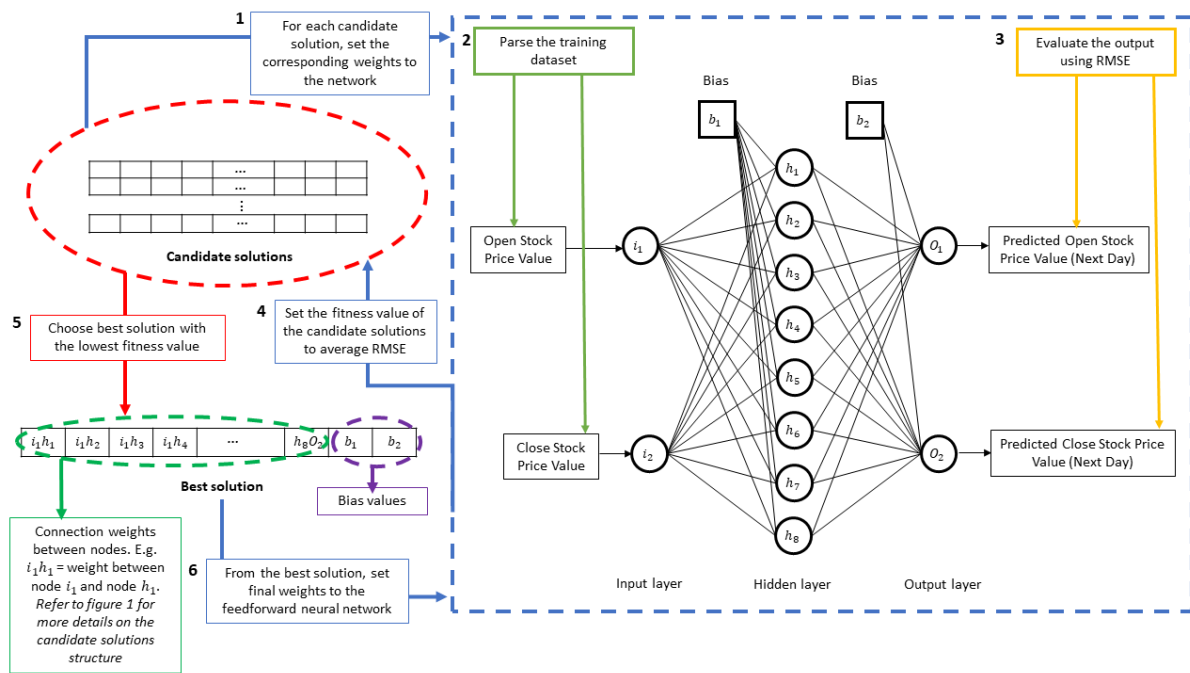 1
For each candidate
solution, set the
corresponding weights to
the network
2
Parse the training
dataset
3
Evaluate the output
using RMSE
Bias
Bias
b₁
b₂
...
...
⋮
...
Candidate solutions
h₁
h₂
h₃
h₄
h₅
h₆
h₇
h₈
Open Stock
Price Value
i₁
O₁
Predicted Open Stock
Price Value (Next Day)
4
Set the fitness value of
the candidate solutions
to average RMSE
5
Choose best solution with
the lowest fitness value
i₁h₁
i₁h₂
i₁h₃
i₁h₄
...
h₈O₂
b₁
b₂
Close Stock
Price Value
i₂
O₂
Predicted Close Stock Price
Value (Next Day)
Best solution
Bias values
Connection weights
between nodes. E.g.
i₁h₁ = weight between
node i₁ and node h₁.
Refer to figure 1 for
more details on the
candidate solutions
structure
6
From the best solution, set
final weights to the
feedforward neural network
Input layer
Hidden layer
Output layer